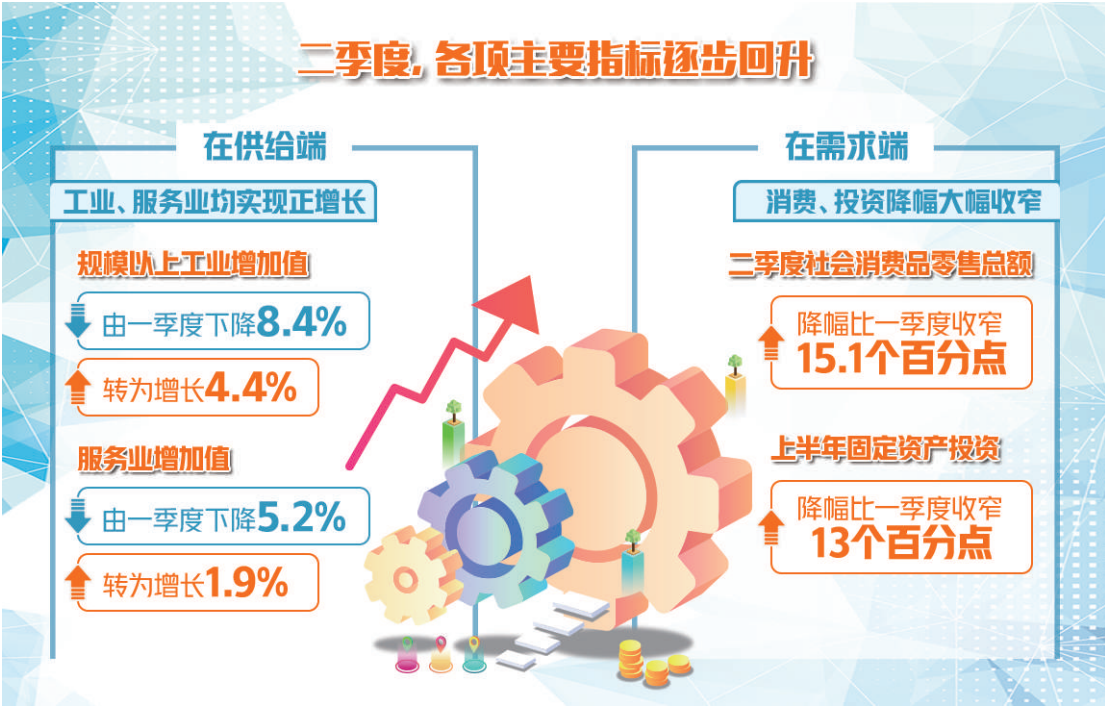 二季度,各项主要指标逐步回升
在供给端
工业、服务业均实现正增长
规模以上工业增加值
由一季度下降8.4%
转为增长4.4%
服务业增加值
由一季度下降5.2%
转为增长1.9%
在需求端
消费、投资降幅大幅收窄
二季度社会消费品零售总额
降幅比一季度收窄
15.1个百分点
上半年固定资产投资
降幅比一季度收窄
13个百分点